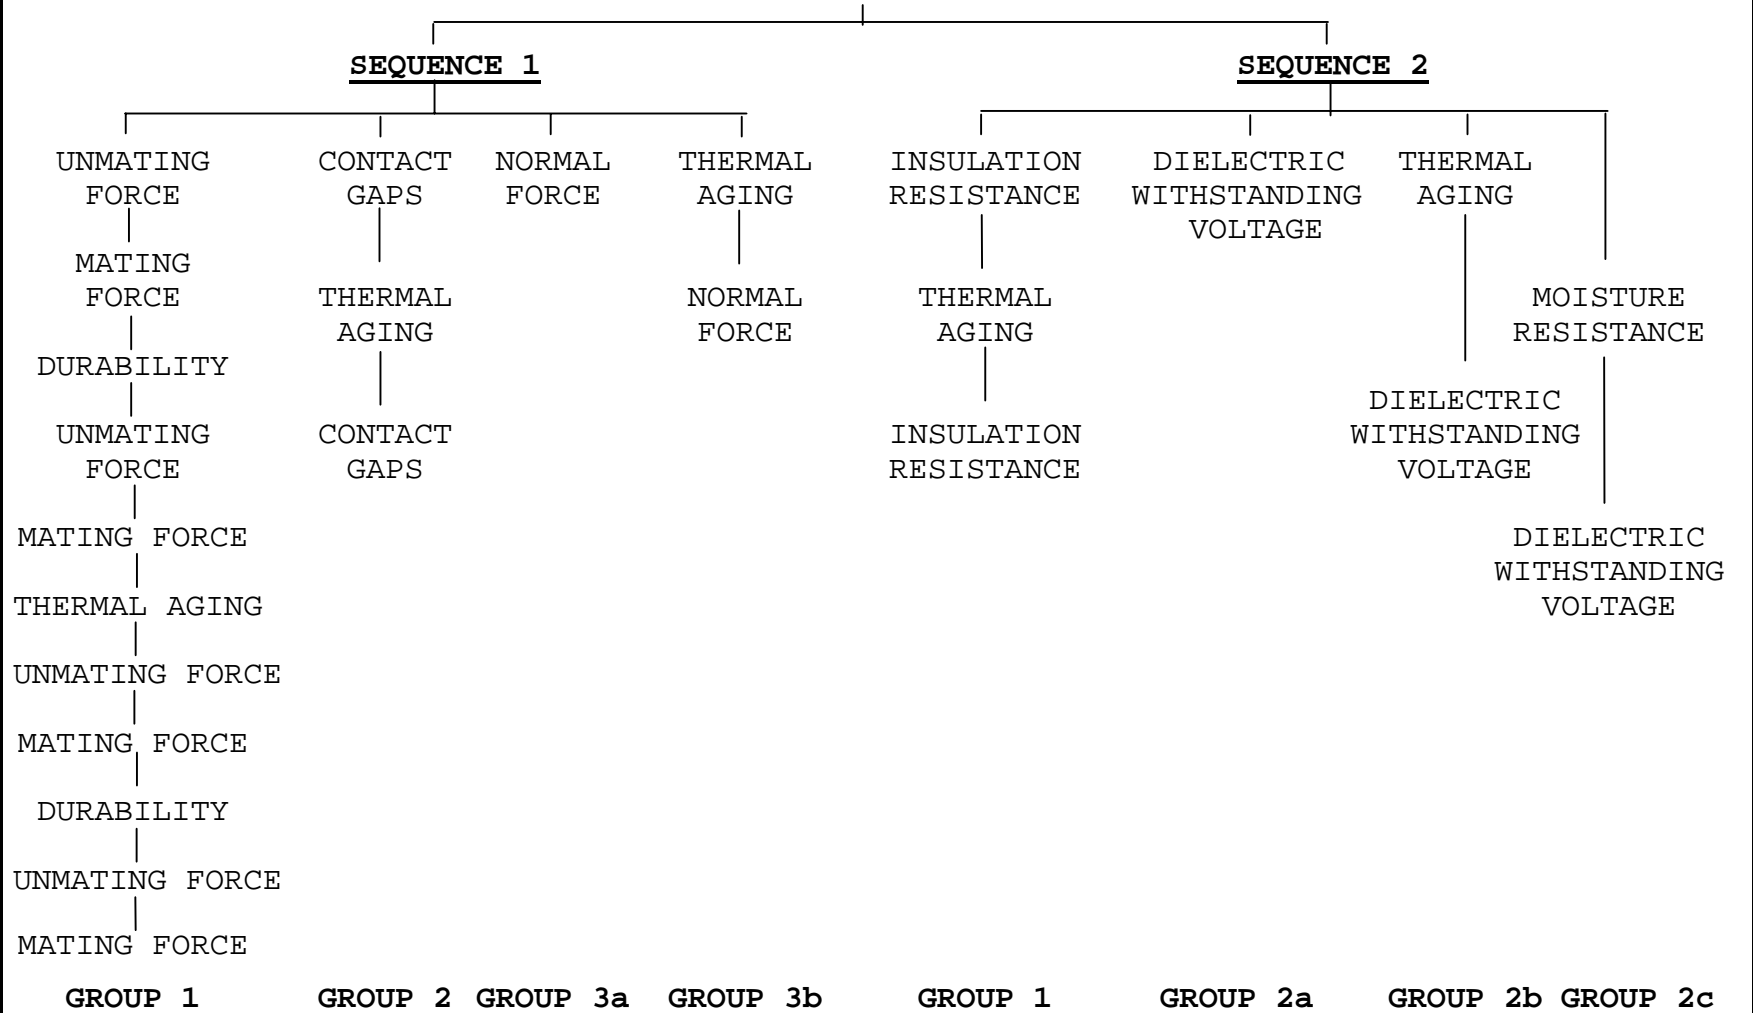 SEQUENCE 1
SEQUENCE 2
UNMATING
FORCE
MATING
FORCE
DURABILITY
UNMATING
FORCE
MATING FORCE
THERMAL AGING
UNMATING FORCE
MATING FORCE
DURABILITY
UNMATING FORCE
MATING FORCE
GROUP 1
CONTACT
GAPS
THERMAL
AGING
CONTACT
GAPS
GROUP 2
NORMAL
FORCE
GROUP 3a
THERMAL
AGING
NORMAL
FORCE
GROUP 3b
INSULATION
RESISTANCE
THERMAL
AGING
INSULATION
RESISTANCE
GROUP 1
DIELECTRIC
WITHSTANDING
VOLTAGE
GROUP 2a
THERMAL
AGING
DIELECTRIC
WITHSTANDING
VOLTAGE
GROUP 2b
MOISTURE
RESISTANCE
DIELECTRIC
WITHSTANDING
VOLTAGE
GROUP 2c